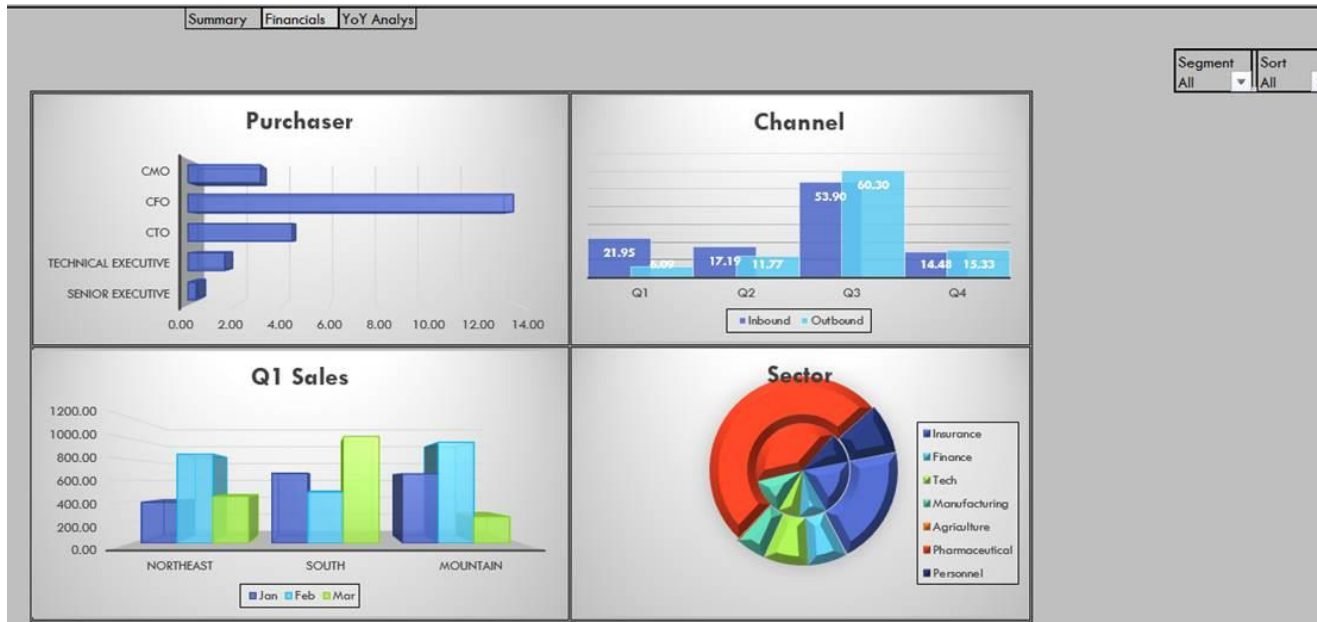 Summary Financials YoY Analys
Segment Sort
All All
Purchaser
CMO
CFO
CTO
TECHNICAL EXECUTIVE
SENIOR EXECUTIVE
0.00 2.00 4.00 6.00 8.00 10.00 12.00 14.00
Channel
60.30
53.90
21.95 6.09 17.19 11.77 14.48 15.33
Q1 Q2 Q3 Q4
Inbound Outbound
Q1 Sales
1200.00
1000.00
800.00
600.00
400.00
200.00
0.00
NORTHEAST SOUTH MOUNTAIN
Jan Feb Mar
Sector
Insurance
Finance
Tech
Manufacturing
Agriculture
Pharmaceutical
Personnel